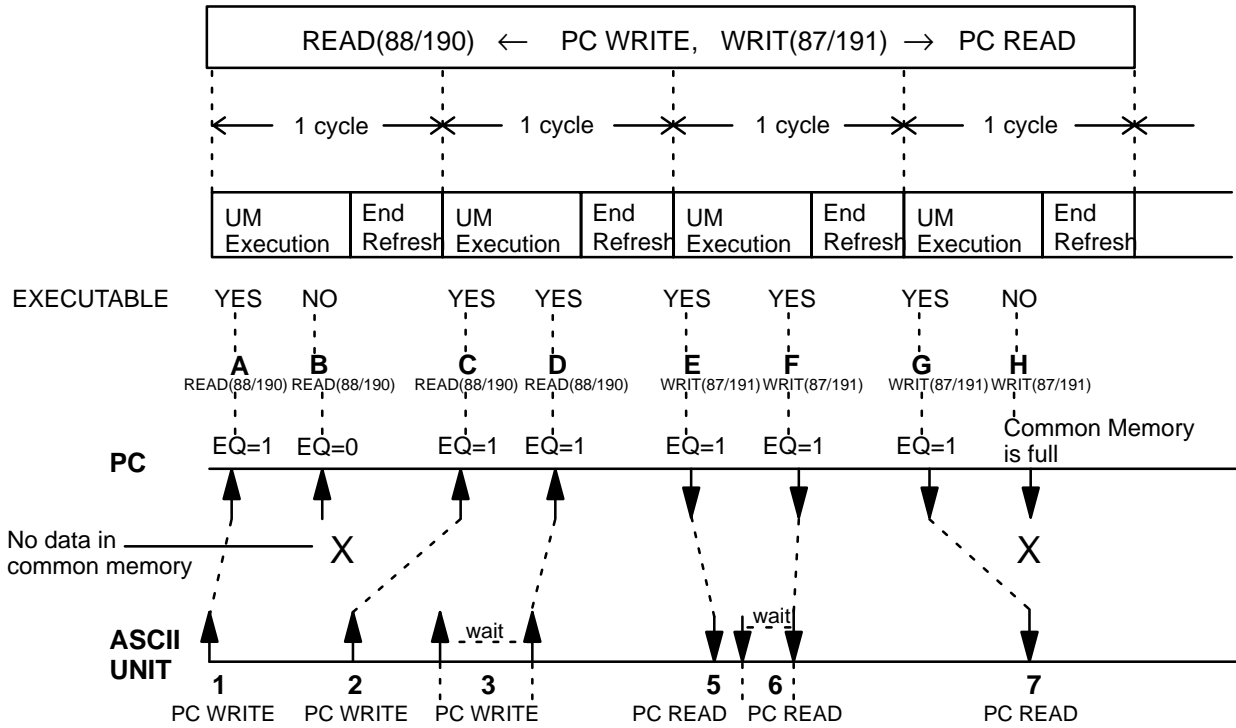 READ(88/190) ← PC WRITE, WRIT(87/191) → PC READ
1 cycle 1 cycle 1 cycle 1 cycle
UM Execution End Refresh UM Execution End Refresh UM Execution End Refresh UM Execution End Refresh
EXECUTABLE YES NO YES YES YES YES YES NO
A B C D E F G H
READ(88/190) READ(88/190) READ(88/190) READ(88/190) WRIT(87/191) WRIT(87/191) WRIT(87/191) WRIT(87/191)
EQ=1 EQ=0 EQ=1 EQ=1 EQ=1 EQ=1 EQ=1 Common Memory
is full
PC
No data in
common memory
X X
wait wait
ASCII
UNIT
1 2 3 5 6 7
PC WRITE PC WRITE PC WRITE PC READ PC READ PC READ